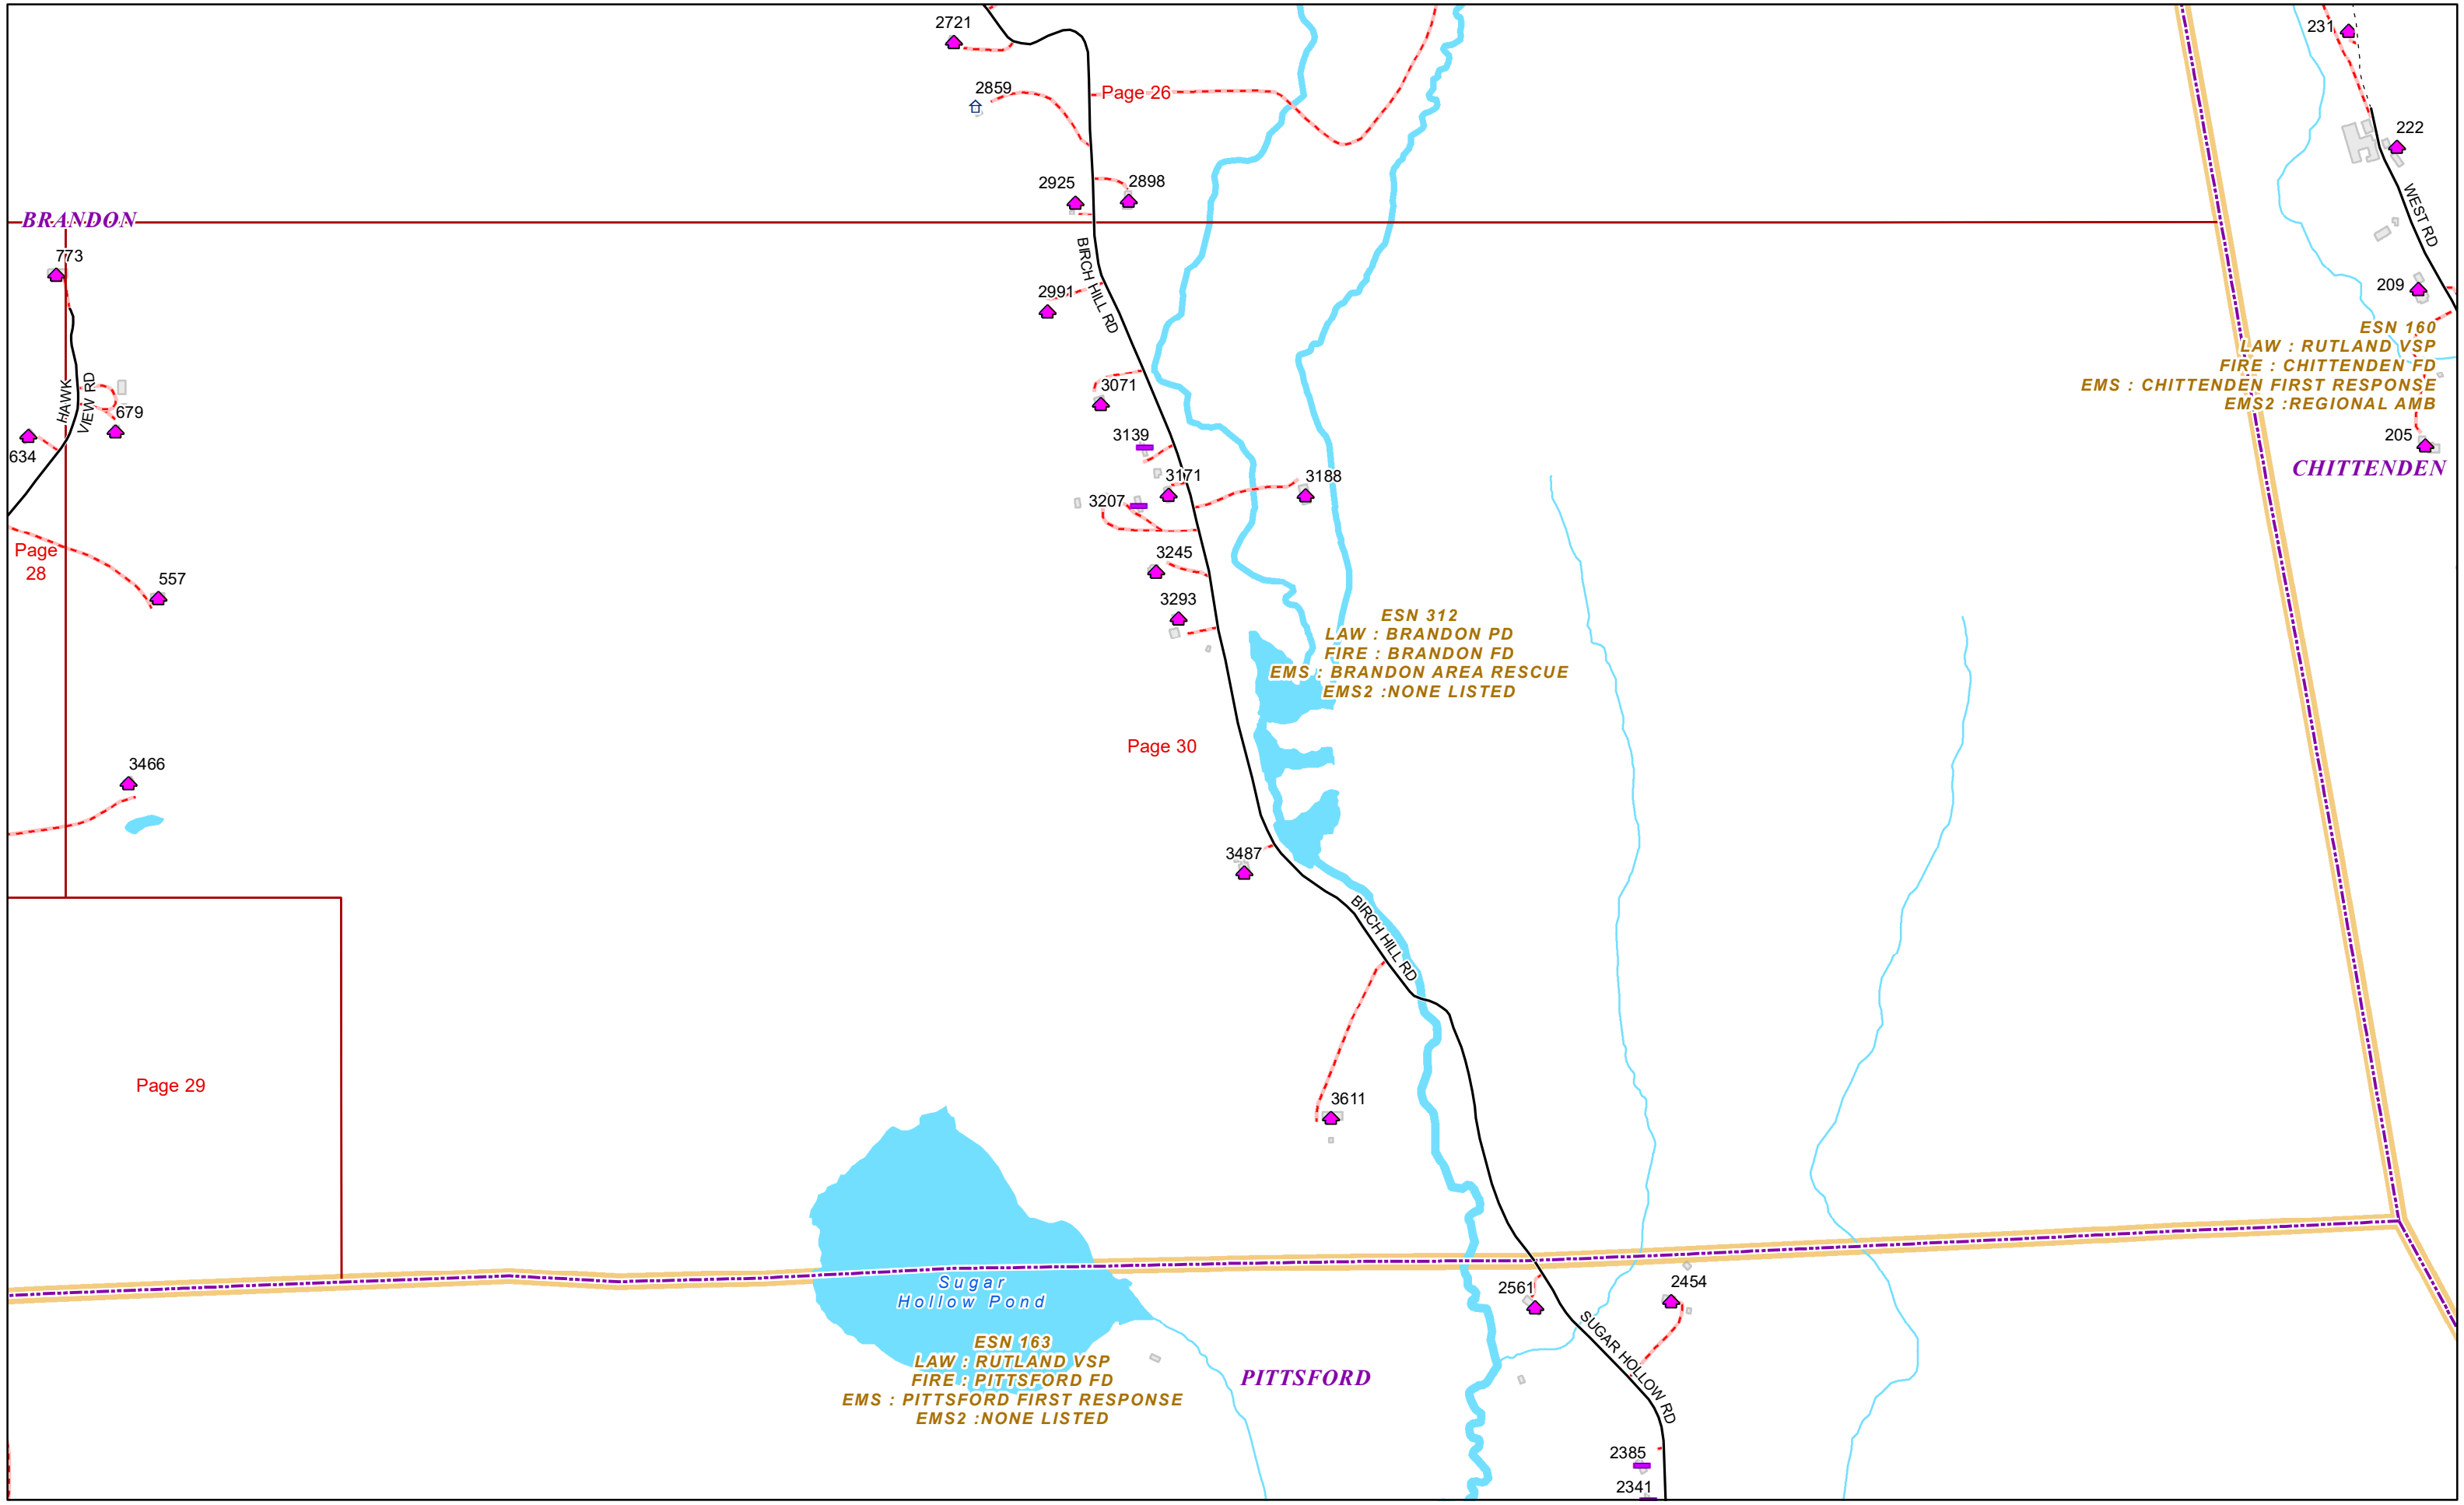 2721
231
2859
Page 26
222
2925
2898
WEST RD
BRANDON
773
BIRCH HILL RD
2991
209
ESN 160
LAW : RUTLAND VSP
FIRE : CHITTENDEN FD
EMS : CHITTENDEN FIRST RESPONSE
EMS2 :REGIONAL AMB
HAWK
VIEW RD
679
3071
634
3139
205
CHITTENDEN
3171
3188
3207
Page
28
3245
557
3293
ESN 312
LAW : BRANDON PD
FIRE : BRANDON FD
EMS : BRANDON AREA RESCUE
EMS2 :NONE LISTED
Page 30
3466
3487
BIRCH HILL RD
Page 29
3611
Sugar
Hollow Pond
2561
2454
SUGAR HOLLOW RD
ESN 163
LAW : RUTLAND VSP
FIRE : PITTSFORD FD
EMS : PITTSFORD FIRST RESPONSE
EMS2 :NONE LISTED
PITTSFORD
2385
2341